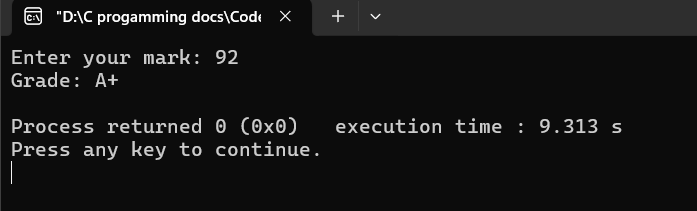 "D:\C progamming docs\Code
Enter your mark: 92
Grade: A+
Process returned 0 (0x0)   execution time : 9.313 s
Press any key to continue.